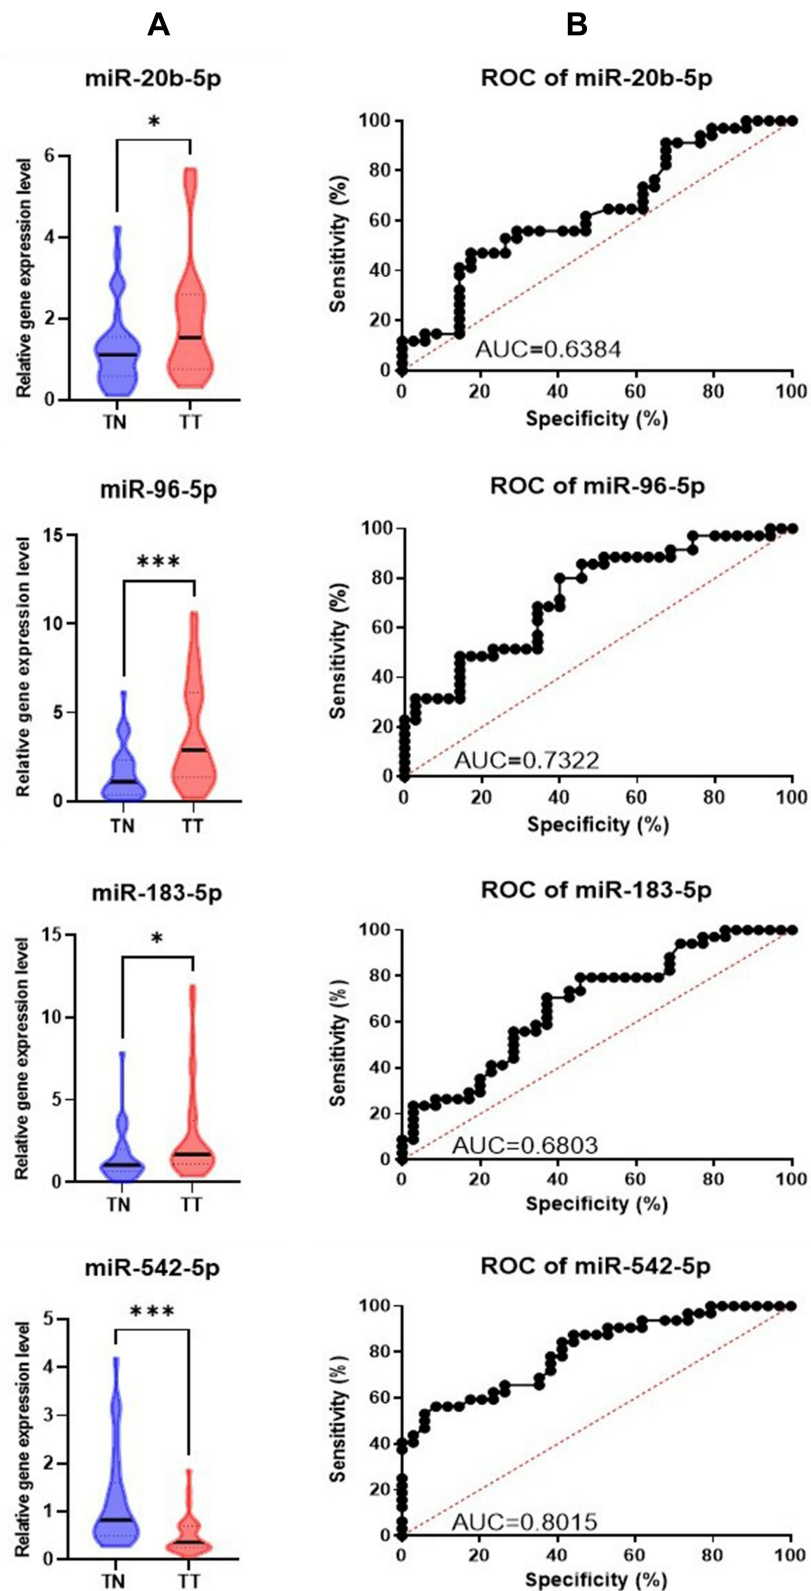 A
B
miR-20b-5p
*
Relative gene expression level
6
4
2
0
TN TT
ROC of miR-20b-5p
Sensitivity (%)
100
80
60
40
20
0
AUC=0.6384
0 20 40 60 80 100
Specificity (%)
miR-96-5p
***
Relative gene expression level
15
10
5
0
TN TT
ROC of miR-96-5p
Sensitivity (%)
100
80
60
40
20
0
AUC=0.7322
0 20 40 60 80 100
Specificity (%)
miR-183-5p
*
Relative gene expression level
15
10
5
0
TN TT
ROC of miR-183-5p
Sensitivity (%)
100
80
60
40
20
0
AUC=0.6803
0 20 40 60 80 100
Specificity (%)
miR-542-5p
***
Relative gene expression level
5
4
3
2
1
0
TN TT
ROC of miR-542-5p
Sensitivity (%)
100
80
60
40
20
0
AUC=0.8015
0 20 40 60 80 100
Specificity (%)